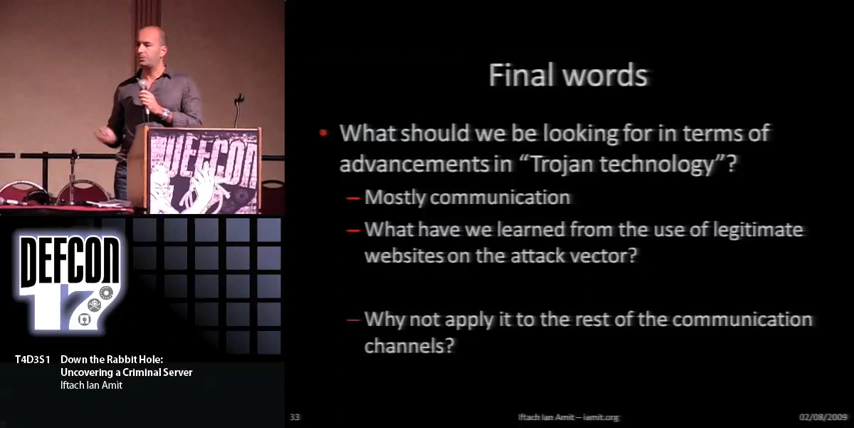 DEFCON
DEFCON
17
T4D3S1 Down the Rabbit Hole:
Uncovering a Criminal Server
Iftach Ian Amit
Final words
• What should we be looking for in terms of
advancements in “Trojan technology”?
– Mostly communication
– What have we learned from the use of legitimate
websites on the attack vector?
– Why not apply it to the rest of the communication
channels?
33 Iftach Ian Amit – iamit.org 02/08/2009